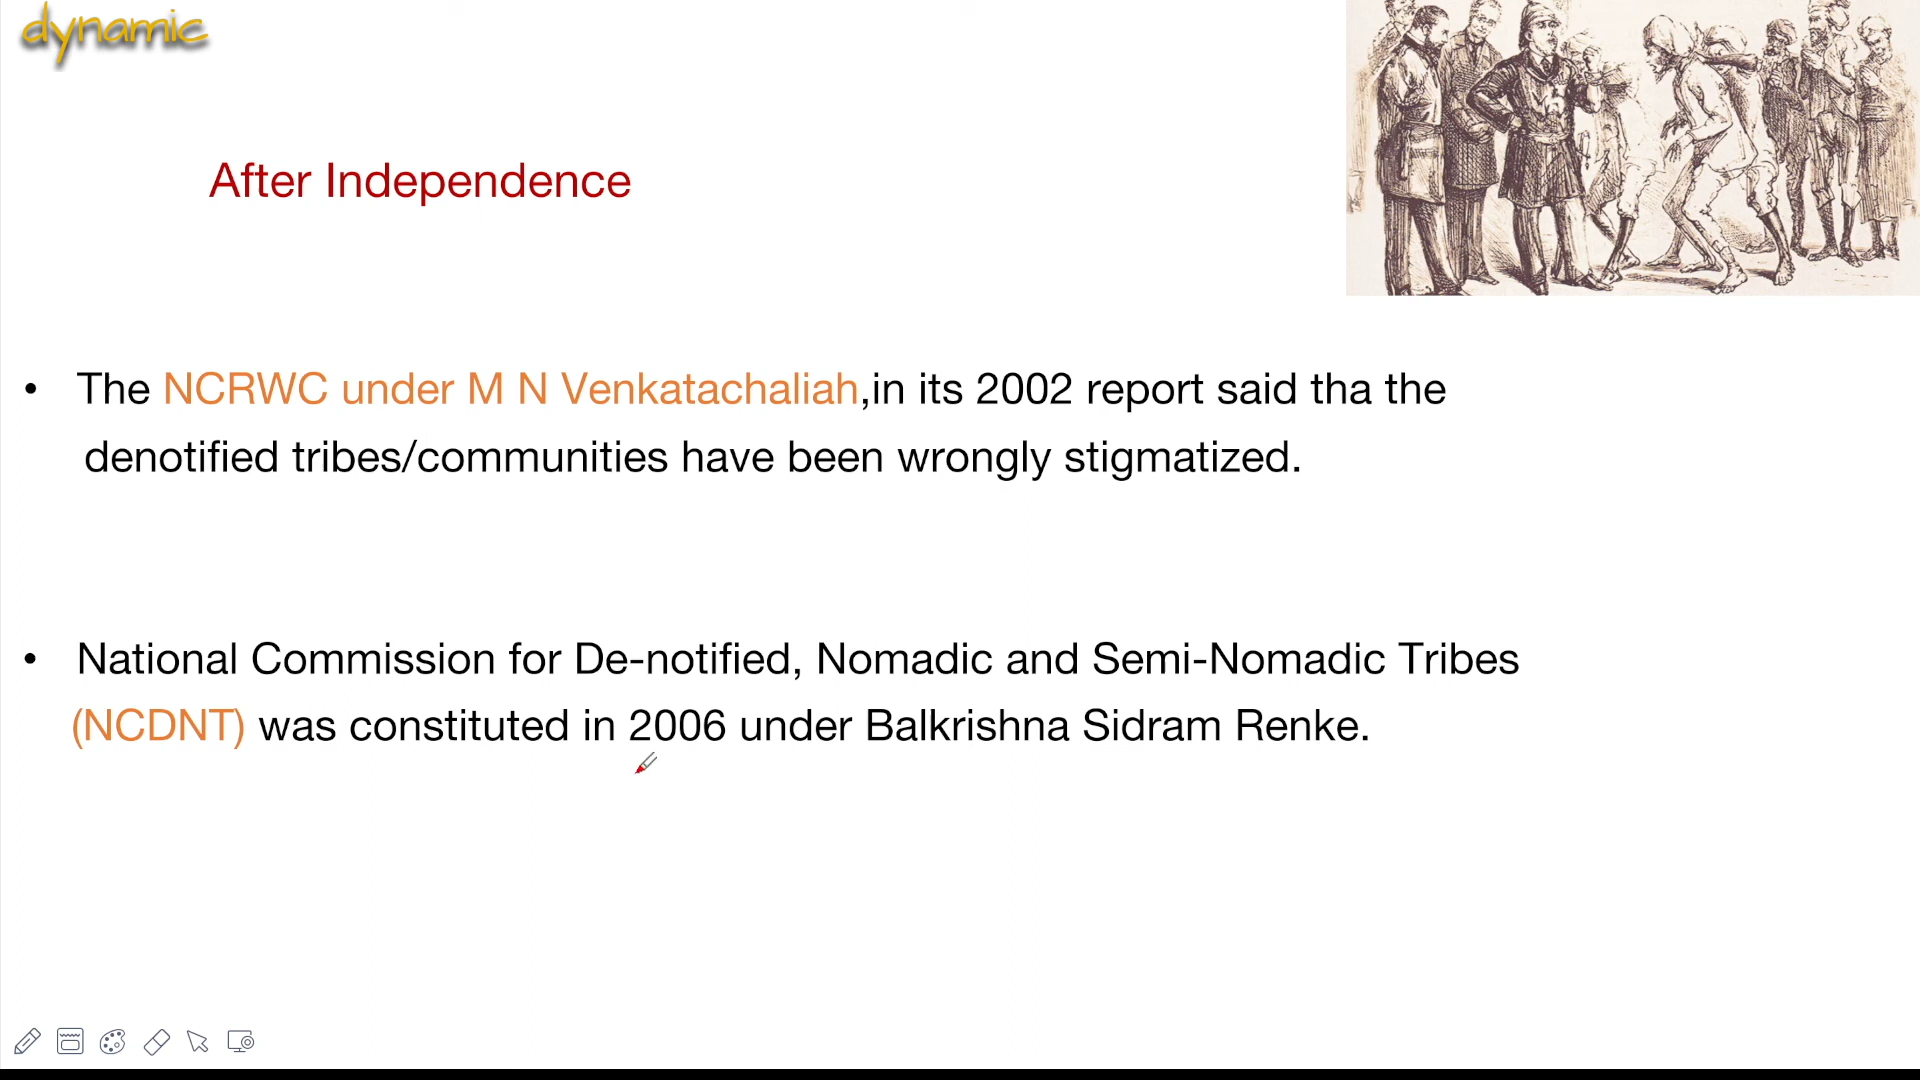 dynamic
After Independence
• The NCRWC under M N Venkatachaliah,in its 2002 report said tha the
denotified tribes/communities have been wrongly stigmatized.
• National Commission for De-notified, Nomadic and Semi-Nomadic Tribes
(NCDNT) was constituted in 2006 under Balkrishna Sidram Renke.